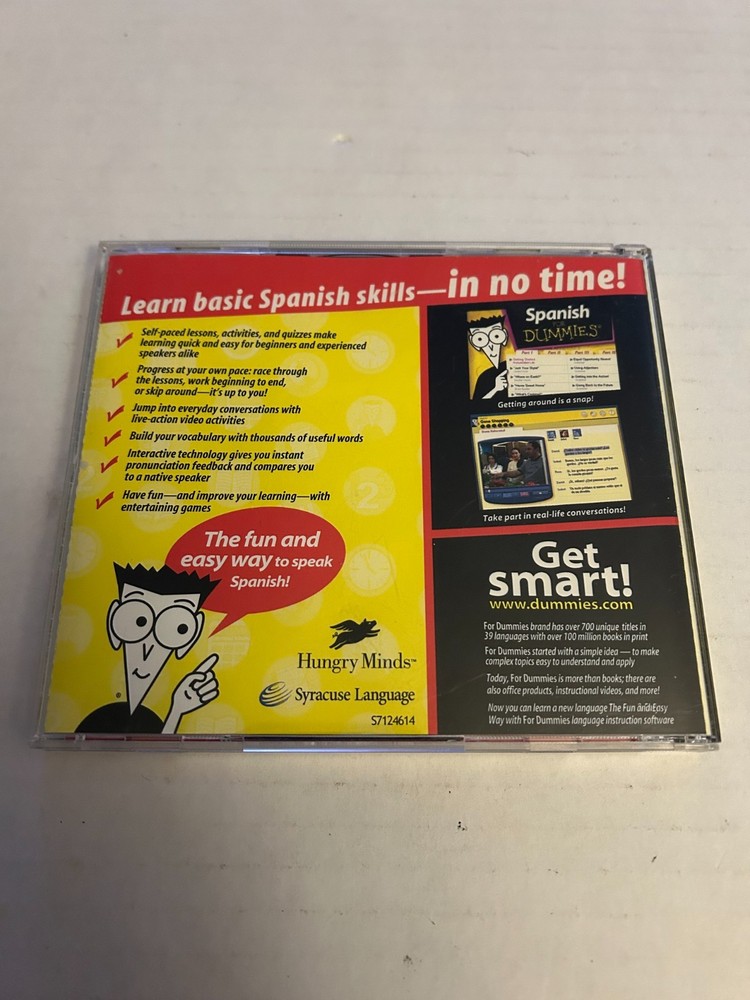 Learn basic Spanish skills—in no time!
Self-paced lessons, activities, and quizzes make
learning quick and easy for beginners and experienced
speakers alike
Progress at your own pace: race through
the lessons, work beginning to end,
or skip around—it's up to you!
Jump into everyday conversations with
live-action video activities
Build your vocabulary with thousands of useful words
Interactive technology gives you instant
pronunciation feedback and compares you
to a native speaker
Have fun—and improve your learning—with
entertaining games
The fun and
easy way to speak
Spanish!
Hungry Minds™
Syracuse Language
S7124614
®
Spanish
DUMMIES®
Getting around is a snap!
Take part in real-life conversations!
Get
smart!
www.dummies.com
For Dummies brand has over 700 unique titles in
39 languages with over 100 million books in print
For Dummies started with a simple idea — to make
complex topics easy to understand and apply
Today, For Dummies is more than books; there are
also office products, instructional videos, and more!
Now you can learn a new language The Fun and Easy
Way with For Dummies language instruction software